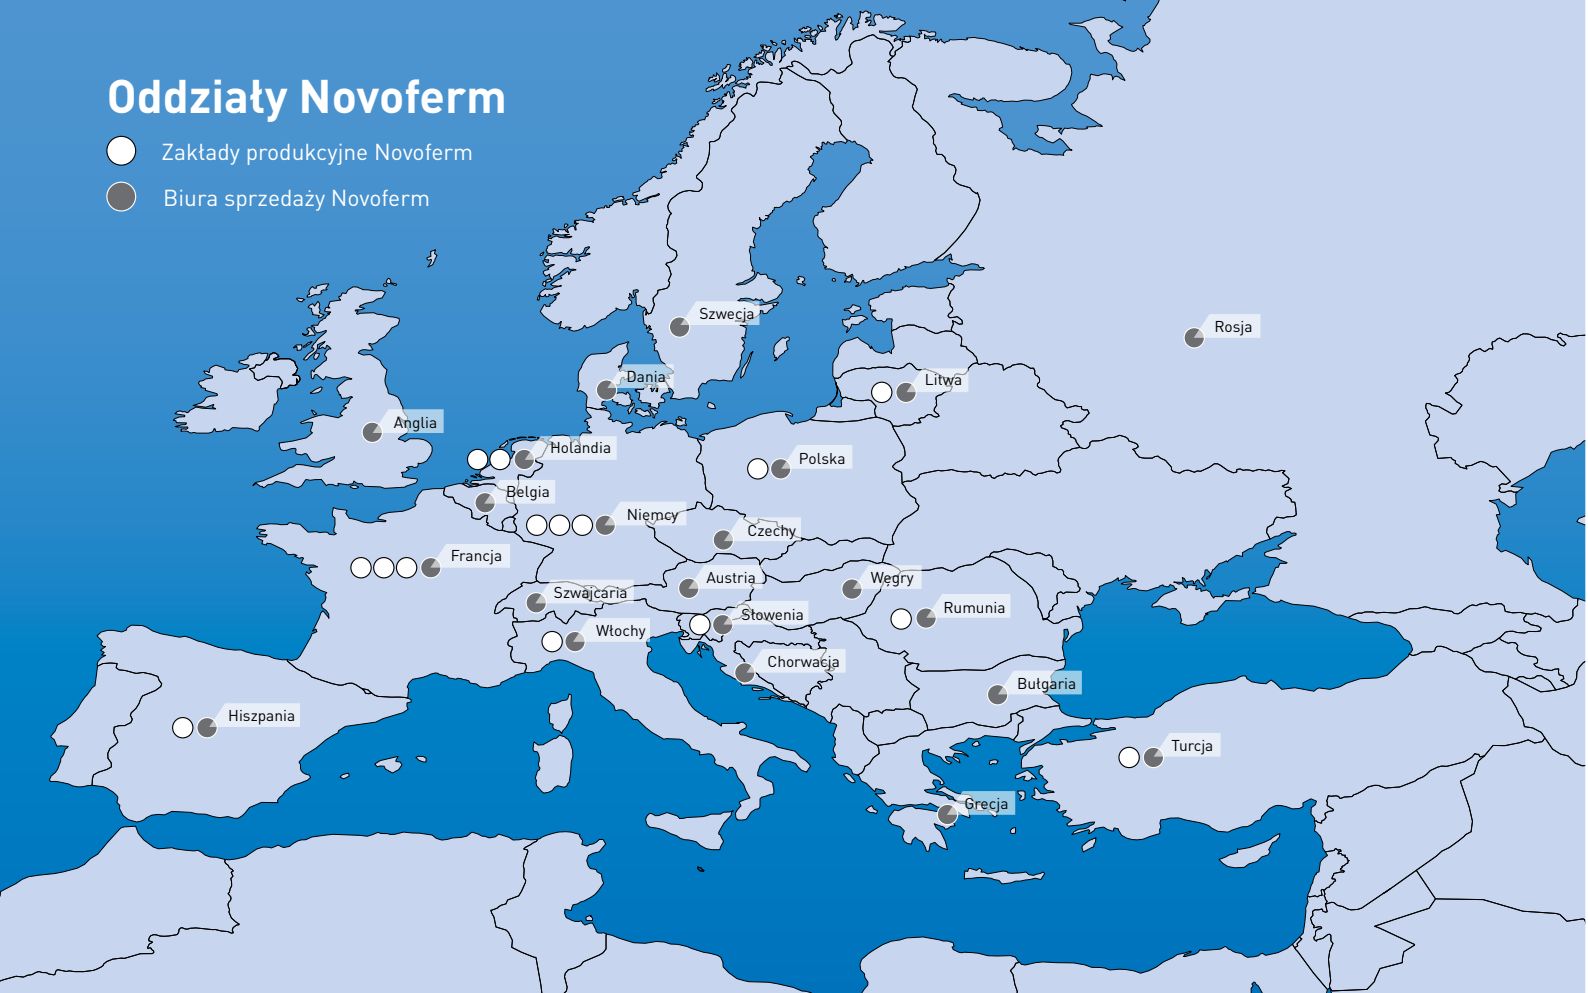 Oddziały Novoferm
Zakłady produkcyjne Novoferm
Biura sprzedaży Novoferm
Szwecja
Rosja
Dania
Litwa
Anglia
Holandia
Polska
Belgia
Niemcy
Czechy
Francja
Austria
Węgry
Szwajcaria
Rumunia
Słowenia
Włochy
Chorwacja
Bułgaria
Hiszpania
Turcja
Grecja